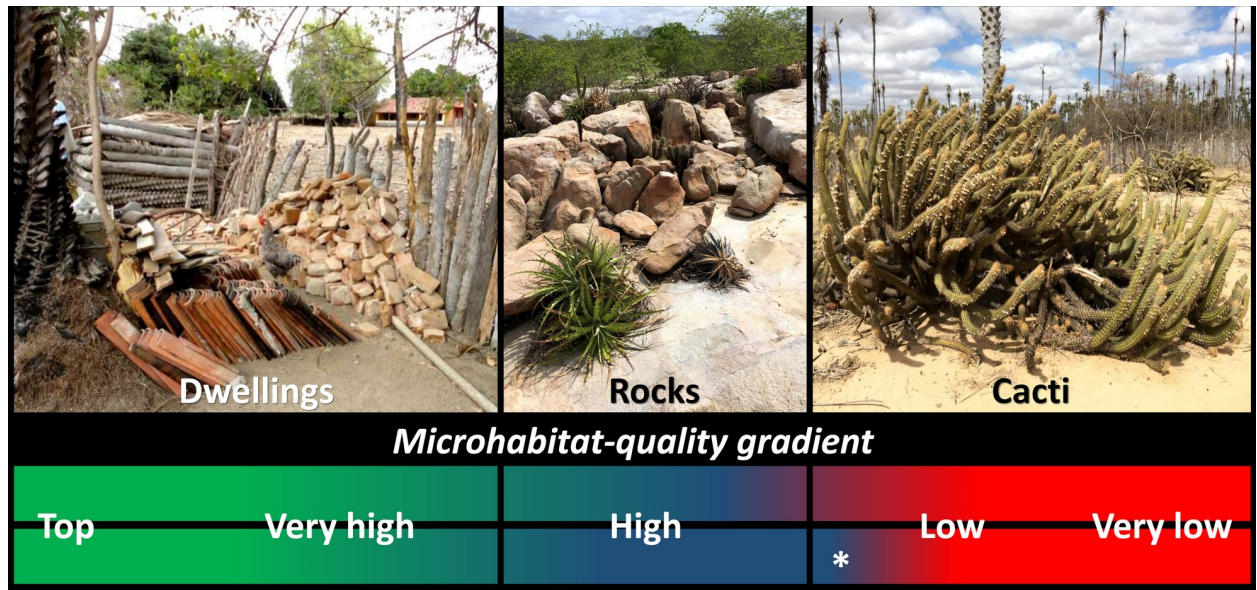 Dwellings
Rocks
Cacti
Microhabitat-quality gradient
Top
Very high
High
Low
Very low
*